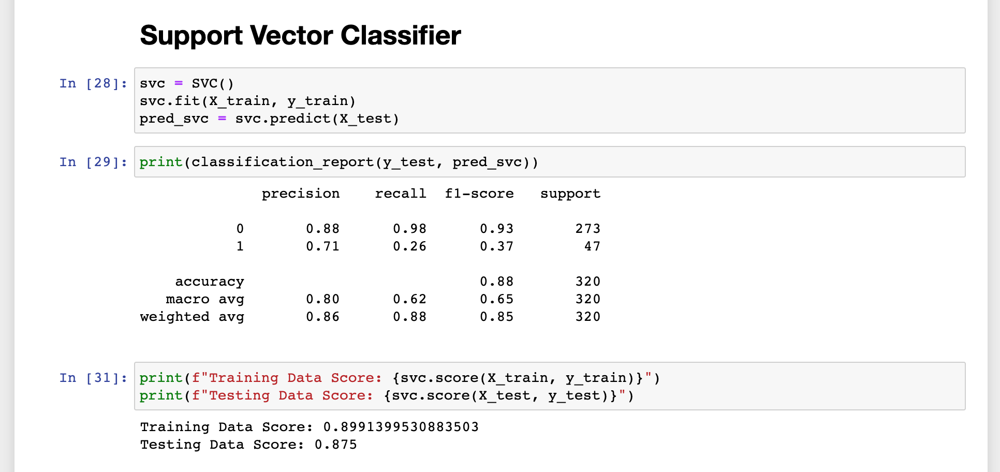 Support Vector Classifier
In [28]: svc = SVC()
svc.fit(X_train, y_train)
pred_svc = svc.predict(X_test)
In [29]: print(classification_report(y_test, pred_svc))
precision recall f1-score support
0 0.88 0.98 0.93 273
1 0.71 0.26 0.37 47
accuracy 0.88 320
macro avg 0.80 0.62 0.65 320
weighted avg 0.86 0.88 0.85 320
In [31]: print(f"Training Data Score: {svc.score(X_train, y_train)}")
print(f"Testing Data Score: {svc.score(X_test, y_test)}")
Training Data Score: 0.8991399530883503
Testing Data Score: 0.875